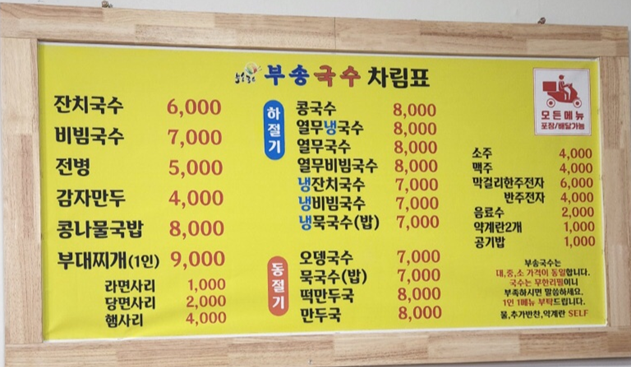 부송국수 차림표
잔치국수 6,000
비빔국수 7,000
전병 5,000
감자만두 4,000
콩나물국밥 8,000
부대찌개(1인) 9,000
라면사리 1,000
당면사리 2,000
햄사리 4,000
하절기
콩국수 8,000
열무냉국수 8,000
열무국수 8,000
열무비빔국수 8,000
냉잔치국수 7,000
냉비빔국수 7,000
냉묵국수(밥) 7,000
동절기
오뎅국수 7,000
묵국수(밥) 7,000
떡만두국 8,000
만두국 8,000
모든메뉴
포장/배달가능
소주 4,000
맥주 4,000
막걸리한주전자 6,000
반주전자 4,000
음료수 2,000
약계란2개 1,000
공기밥 1,000
부송국수는
대,중,소 가격이 동일합니다.
국수는 무한리필이니
부족하시면 말씀하세요.
1인 1메뉴 부탁드립니다.
물,추가반찬,약계란 SELF